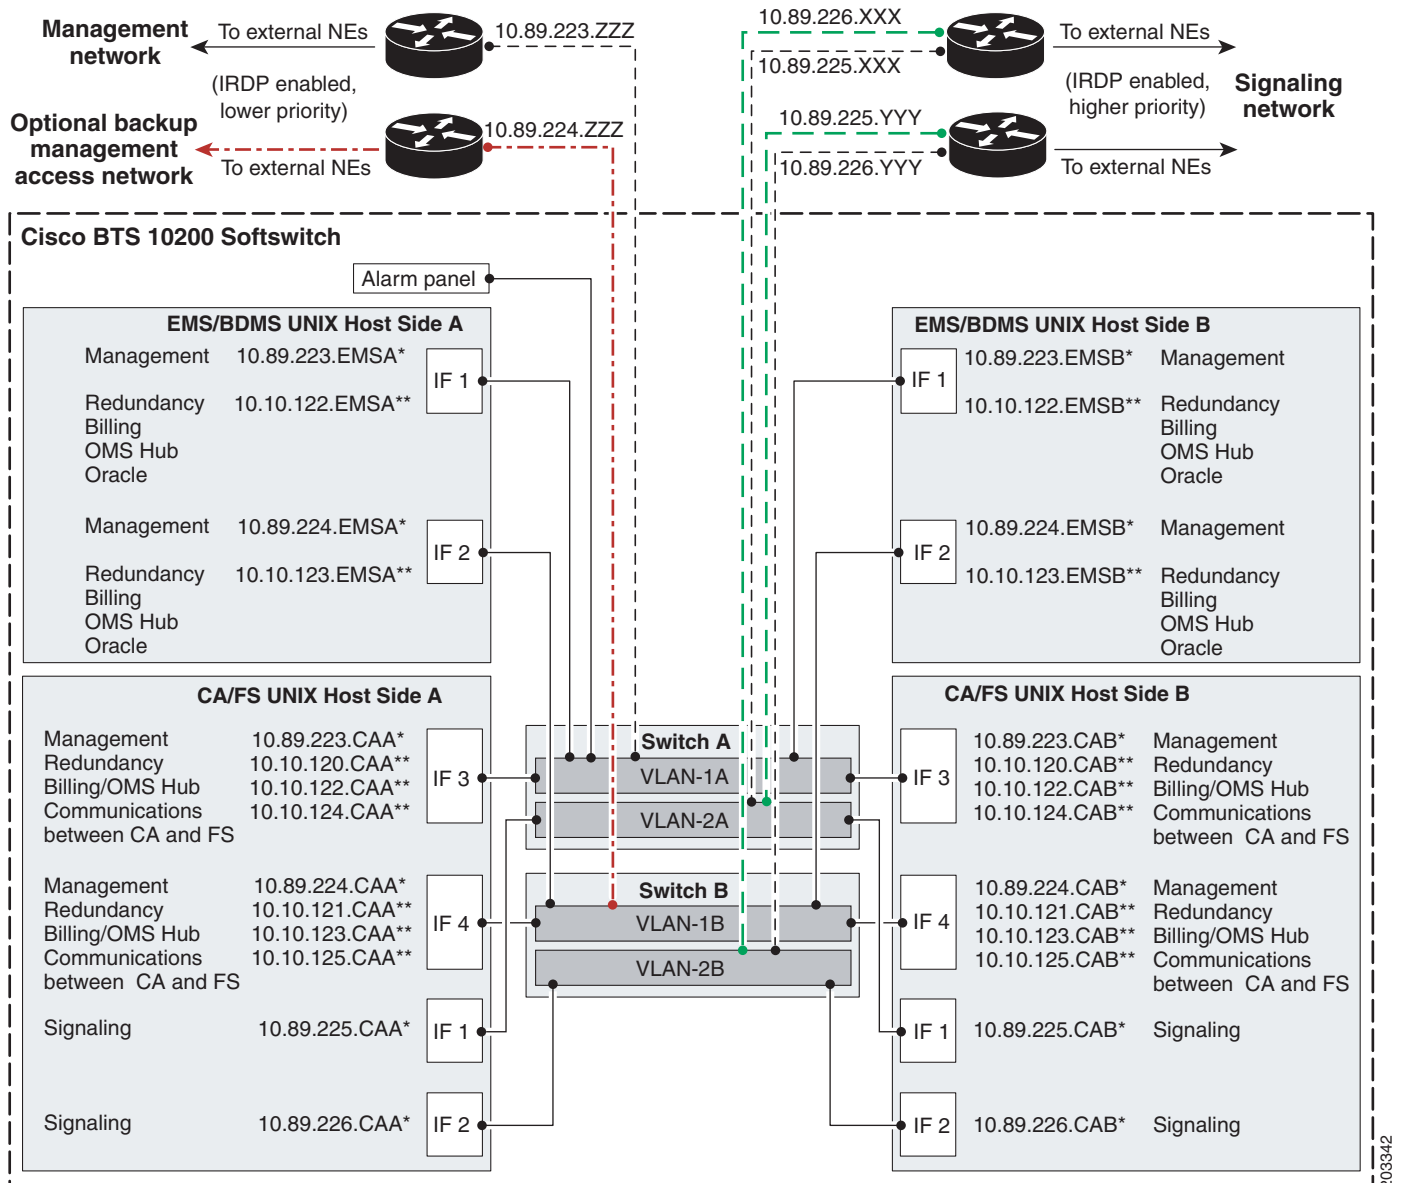 Management
network
To external NEs
10.89.223.ZZZ
(IRDP enabled,
lower priority)
Optional backup
management
access network
To external NEs
10.89.224.ZZZ
10.89.226.XXX
10.89.225.XXX
To external NEs
(IRDP enabled,
higher priority)
Signaling
network
10.89.225.YYY
10.89.226.YYY
To external NEs
Cisco BTS 10200 Softswitch
Alarm panel
EMS/BDMS UNIX Host Side A
Management 10.89.223.EMSA*
IF 1
Redundancy 10.10.122.EMSA**
Billing
OMS Hub
Oracle
Management 10.89.224.EMSA*
IF 2
Redundancy 10.10.123.EMSA**
Billing
OMS Hub
Oracle
EMS/BDMS UNIX Host Side B
IF 1
10.89.223.EMSB* Management
10.10.122.EMSB** Redundancy
Billing
OMS Hub
Oracle
IF 2
10.89.224.EMSB* Management
10.10.123.EMSB** Redundancy
Billing
OMS Hub
Oracle
CA/FS UNIX Host Side A
Management 10.89.223.CAA*
Redundancy 10.10.120.CAA**
Billing/OMS Hub 10.10.122.CAA**
Communications 10.10.124.CAA**
between CA and FS
IF 3
Management 10.89.224.CAA*
Redundancy 10.10.121.CAA**
Billing/OMS Hub 10.10.123.CAA**
Communications 10.10.125.CAA**
between CA and FS
IF 4
Signaling 10.89.225.CAA*
IF 1
Signaling 10.89.226.CAA*
IF 2
Switch A
VLAN-1A
VLAN-2A
Switch B
VLAN-1B
VLAN-2B
CA/FS UNIX Host Side B
IF 3
10.89.223.CAB* Management
10.10.120.CAB** Redundancy
10.10.122.CAB** Billing/OMS Hub
10.10.124.CAB** Communications
between CA and FS
IF 4
10.89.224.CAB* Management
10.10.121.CAB** Redundancy
10.10.123.CAB** Billing/OMS Hub
10.10.125.CAB** Communications
between CA and FS
IF 1
10.89.225.CAB* Signaling
IF 2
10.89.226.CAB* Signaling
203342